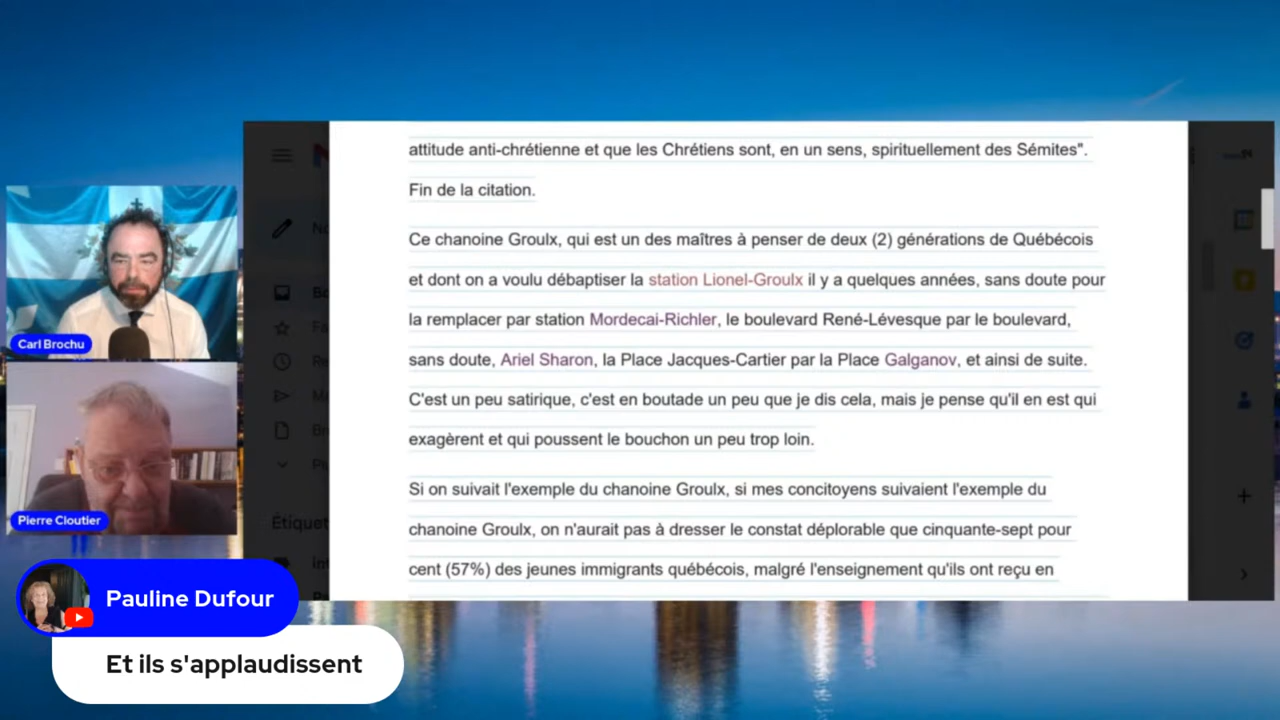 attitude anti-chrétienne et que les Chrétiens sont, en un sens, spirituellement des Sémites".
Fin de la citation.
Ce chanoine Groulx, qui est un des maîtres à penser de deux (2) générations de Québécois
et dont on a voulu débaptiser la station Lionel-Groulx il y a quelques années, sans doute pour
la remplacer par station Mordecai-Richler, le boulevard René-Lévesque par le boulevard,
sans doute, Ariel Sharon, la Place Jacques-Cartier par la Place Galganov, et ainsi de suite.
C'est un peu satirique, c'est en boutade un peu que je dis cela, mais je pense qu'il en est qui
exagèrent et qui poussent le bouchon un peu trop loin.
Si on suivait l'exemple du chanoine Groulx, si mes concitoyens suivaient l'exemple du
chanoine Groulx, on n'aurait pas à dresser le constat déplorable que cinquante-sept pour
cent (57%) des jeunes immigrants québécois, malgré l'enseignement qu'ils ont reçu en
Carl Brochu
Pierre Cloutier
Étiquet
Pauline Dufour
Et ils s'applaudissent